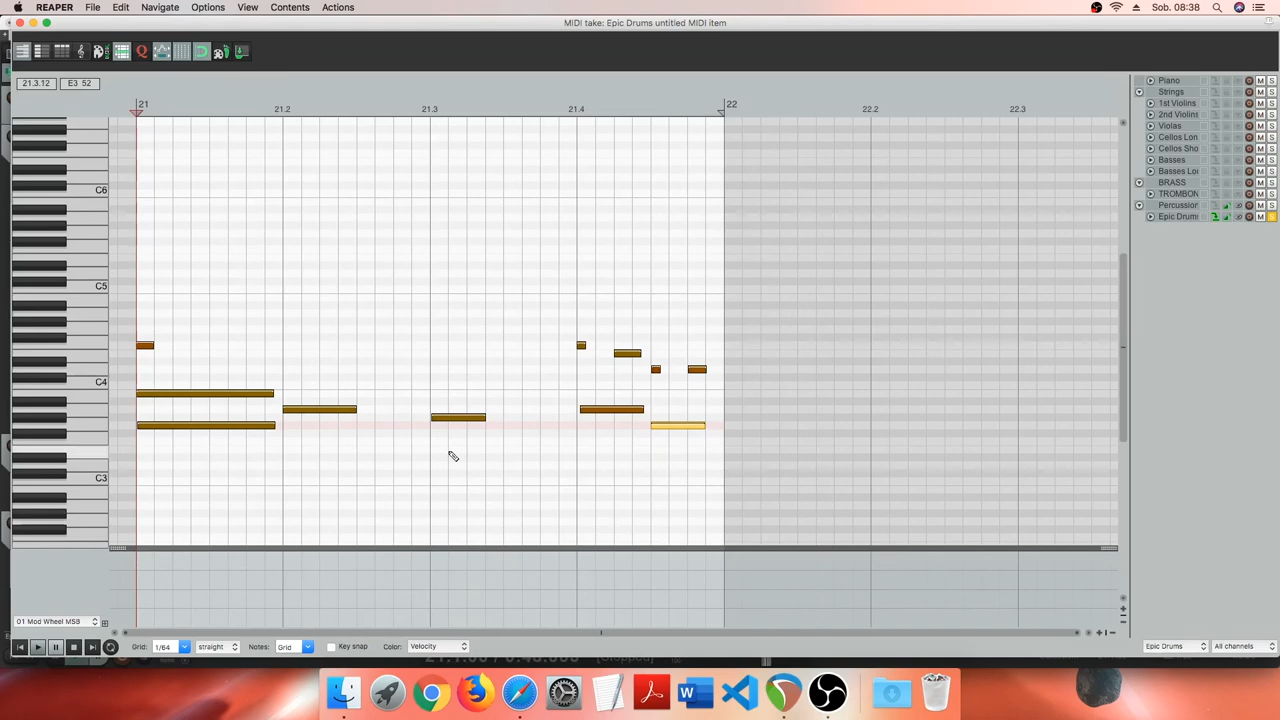 REAPER File Edit Navigate Options View Contents Actions Sob. 08:38
MIDI take: Epic Drums untitled MIDI item
21.3.12 E3 52
21 21.2 21.3 21.4 22 22.2 22.3
C6
C5
C4
C3
Piano
Strings
1st Violins
2nd Violins
Violas
Cellos Lon
Cellos Sho
Basses
Basses Lo
BRASS
TROMBON
Percussion
Epic Drum
M S
01 Mod Wheel MSB
Grid: 1/64 straight Notes: Grid Key snap Color: Velocity Epic Drums All channels